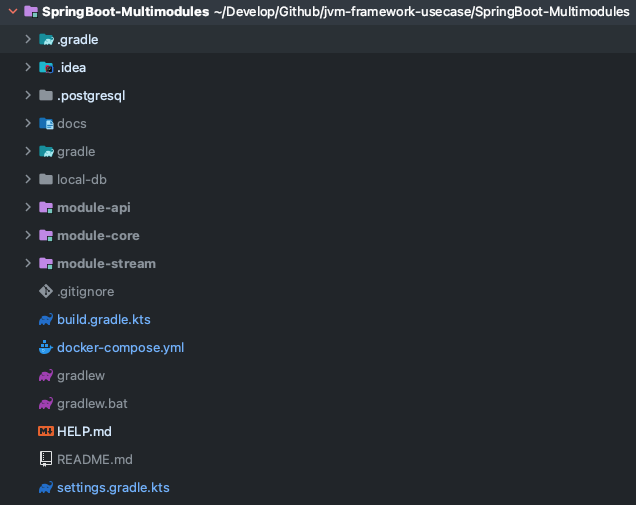 SpringBoot-Multimodules ~/Develop/Github/jvm-framework-usecase/SpringBoot-Multimodules
.gradle
.idea
.postgresql
docs
gradle
local-db
module-api
module-core
module-stream
.gitignore
build.gradle.kts
docker-compose.yml
gradlew
gradlew.bat
HELP.md
README.md
settings.gradle.kts